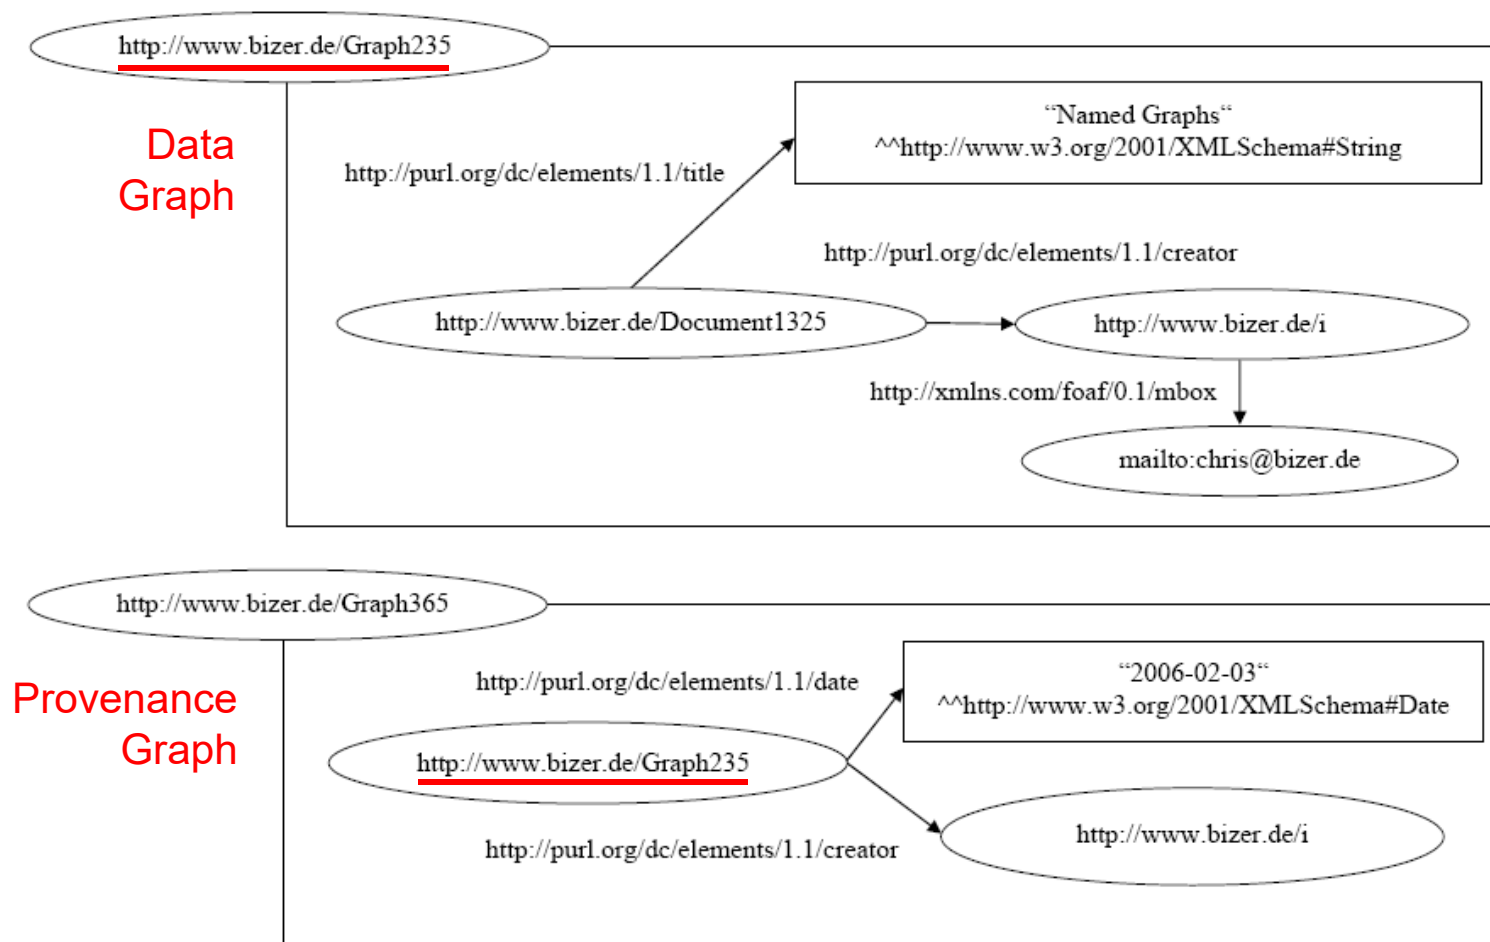 http://www.bizer.de/Graph235
Data
Graph
“Named Graphs“
^^http://www.w3.org/2001/XMLSchema#String
http://purl.org/dc/elements/1.1/title
http://purl.org/dc/elements/1.1/creator
http://www.bizer.de/Document1325
http://www.bizer.de/i
http://xmlns.com/foaf/0.1/mbox
mailto:chris@bizer.de
http://www.bizer.de/Graph365
Provenance
Graph
http://purl.org/dc/elements/1.1/date
“2006-02-03“
^^http://www.w3.org/2001/XMLSchema#Date
http://www.bizer.de/Graph235
http://purl.org/dc/elements/1.1/creator
http://www.bizer.de/i